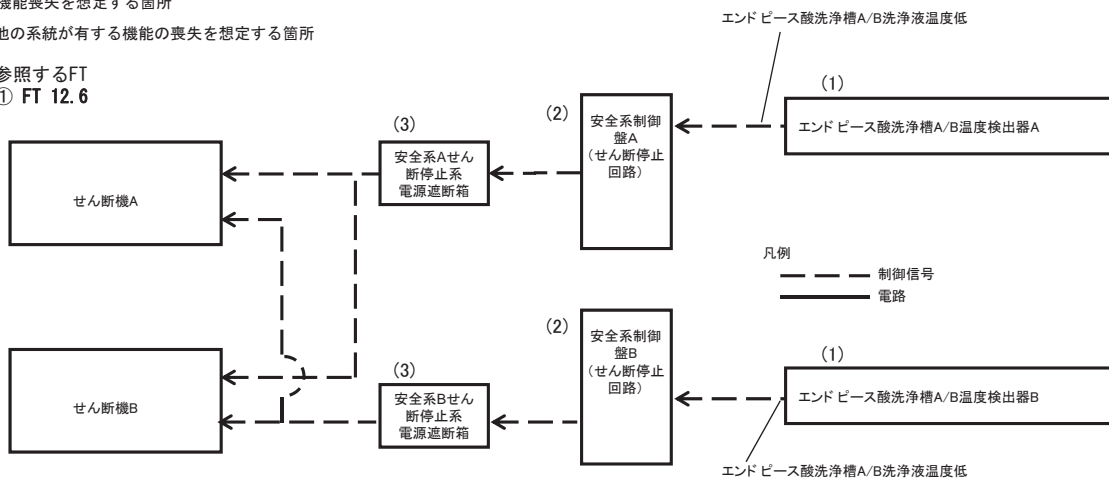 機能喪失を想定する箇所
他の系統が有する機能の喪失を想定する箇所
参照するFT
① FT 12.6
エンドピース酸洗浄槽A/B洗浄液温度低
(1)
エンドピース酸洗浄槽A/B温度検出器A
(2)
安全系制御
盤A
(せん断停止
回路)
(3)
安全系Aせん
断停止系
電源遮断箱
せん断機A
凡例
制御信号
電路
(2)
安全系制御
盤B
(せん断停止
回路)
(1)
エンドピース酸洗浄槽A/B温度検出器B
(3)
安全系Bせん
断停止系
電源遮断箱
せん断機B
エンドピース酸洗浄槽A/B洗浄液温度低